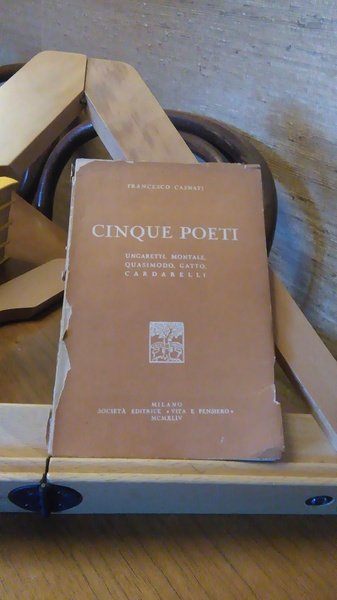 FRANCESCO CASNATI
CINQUE POETI
UNGARETTI, MONTALE,
QUASIMODO, GATTO,
CARDARELLI
MILANO
SOCIETÀ EDITRICE «VITA E PENSIERO»
MCMXLIV